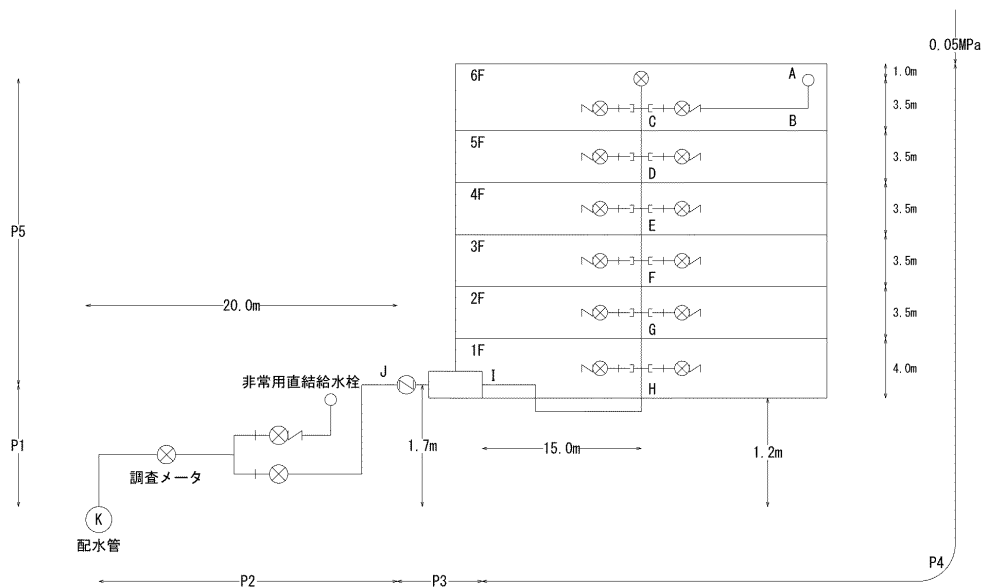 0.05MPa
6F
A
1.0m
C
B
3.5m
5F
D
3.5m
4F
E
3.5m
P5
3F
F
3.5m
20.0m
2F
G
3.5m
1F
H
4.0m
J
I
非常用直結給水栓
P1
1.7m
15.0m
1.2m
調査メータ
K
配水管
P2
P3
P4